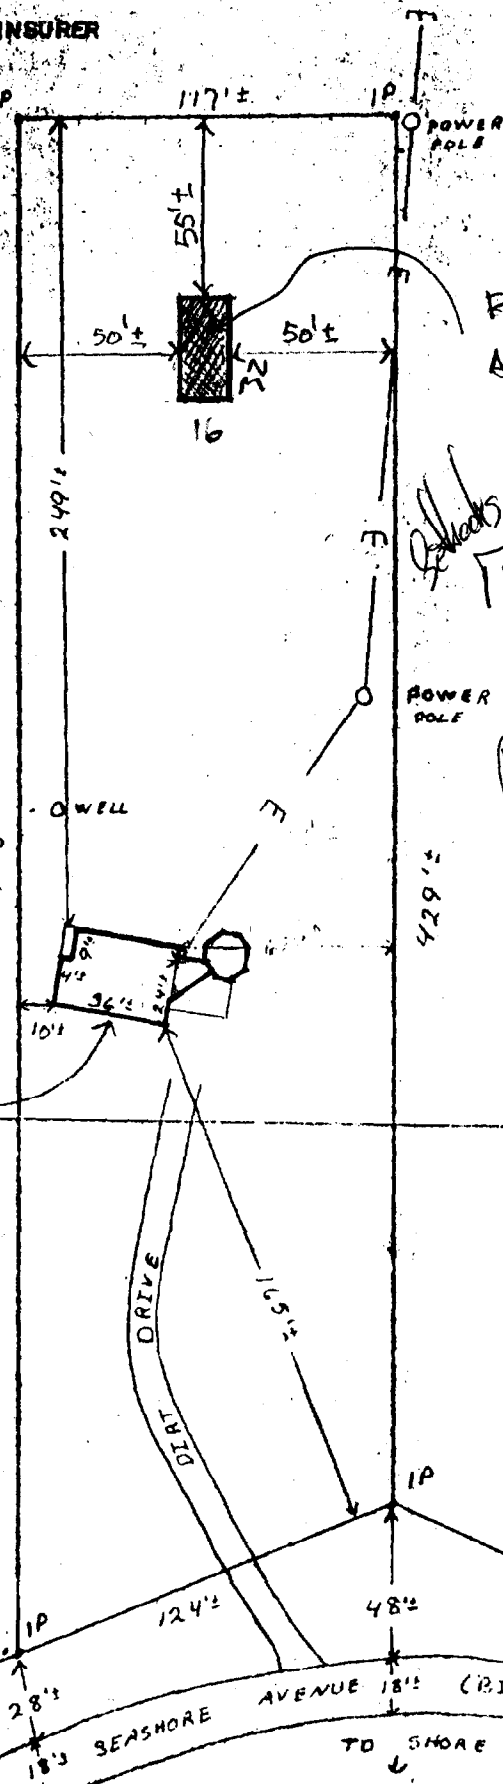 INSURER
E
117'±
P
IP
POWER
POLE
55'±
E
50'±
50'±
32
16
249'±
E
POWER
POLE
WELL
E
429'±
9'±
4'±
36'±
24'±
10'±
DRIVE
165'±
DIRT
IP
IP
124'±
48'±
28'±
18'±
SEASHORE AVENUE 18'±
TO SHORE